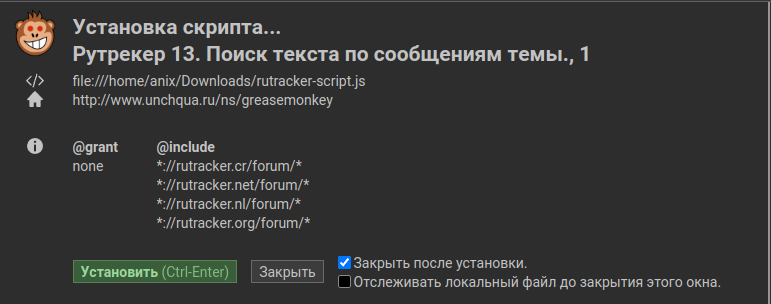 Установка скрипта...
Рутрекер 13. Поиск текста по сообщениям темы., 1
</> file:///home/anix/Downloads/rutracker-script.js
http://www.unchqua.ru/ns/greasemonkey
@grant @include
none *://rutracker.cr/forum/*
*://rutracker.net/forum/*
*://rutracker.nl/forum/*
*://rutracker.org/forum/*
Установить (Ctrl-Enter) Закрыть Закрыть после установки.
Отслеживать локальный файл до закрытия этого окна.